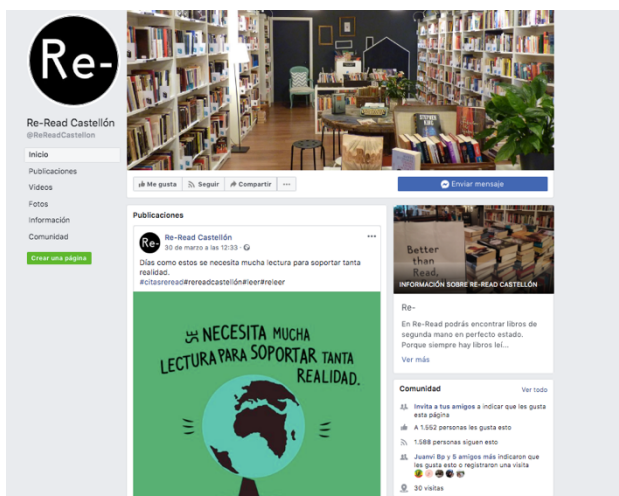 Re-
Re-Read Castellón
@ReReadCastellon
Inicio
Publicaciones
Vídeos
Fotos
Información
Comunidad
Crear una página
STEPHEN
KING
Me gusta
Seguir
Compartir
Enviar mensaje
Publicaciones
Re-
Re-Read Castellón
30 de marzo a las 12:33 ·
Días como estos se necesita mucha lectura para soportar tanta
realidad.
#citasreread#rereadcastellón#leer#releer
SE NECESITA MUCHA
LECTURA PARA SOPORTAR TANTA
REALIDAD.
Better
than
Read,
INFORMACIÓN SOBRE RE-READ CASTELLÓN
Re-
En Re-Read podrás encontrar libros de
segunda mano en perfecto estado.
Porque siempre hay libros leí...
Ver más
Comunidad
Ver todo
Invita a tus amigos a indicar que les gusta
esta página
A 1.552 personas les gusta esto
1.588 personas siguen esto
Juanvi Bp y 5 amigos más indicaron que
les gusta esto o registraron una visita
30 visitas